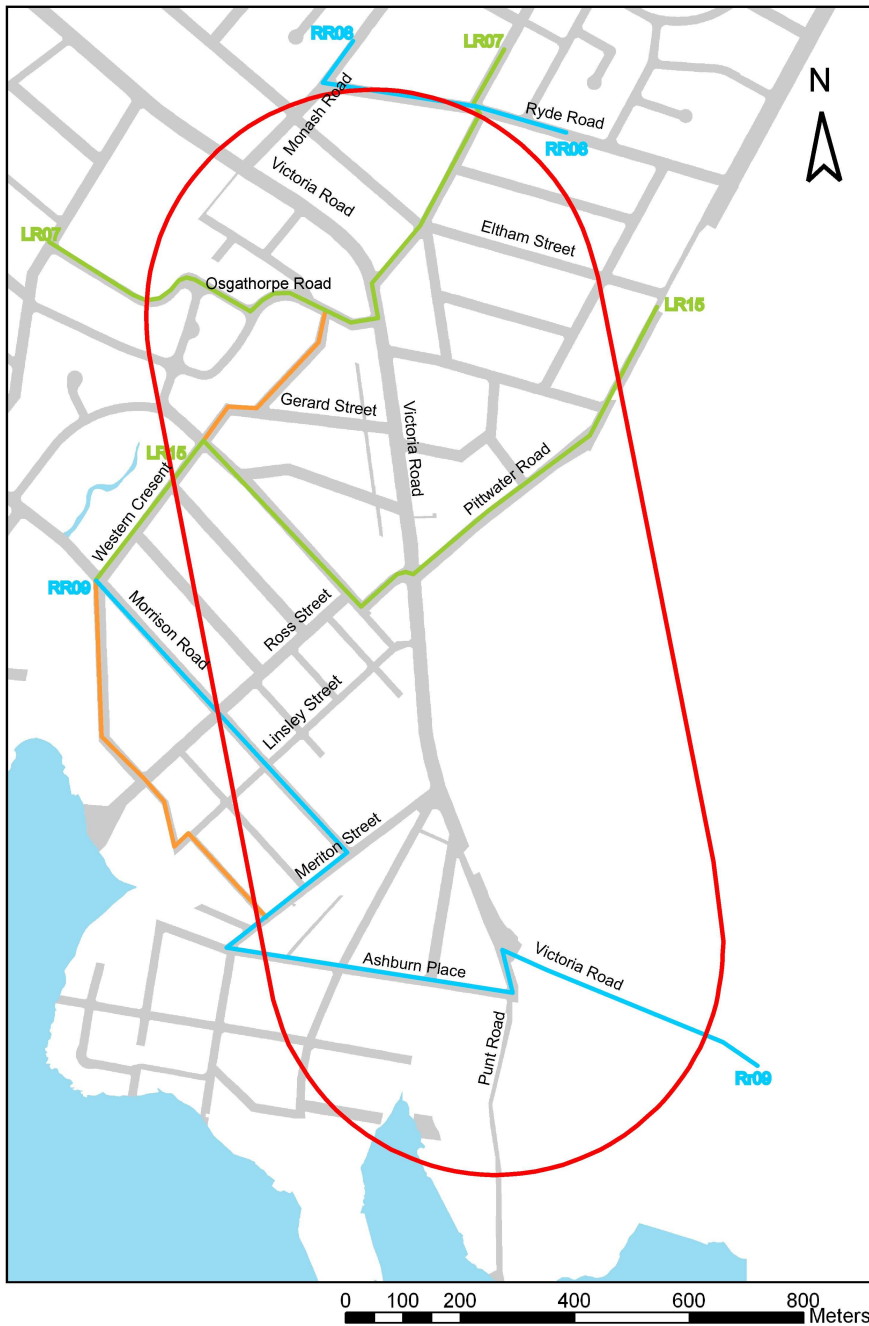 RR08
LR07
N
Monash Road
Ryde Road
RR08
Victoria Road
Eltham Street
LR07
Osgathorpe Road
LR15
Gerard Street
Victoria Road
LR15
Pittwater Road
Western Cresent
RR09
Morrison Road
Ross Street
Linsley Street
Meriton Street
Ashburn Place
Victoria Road
Punt Road
Rr09
0 100 200 400 600 800
Meters